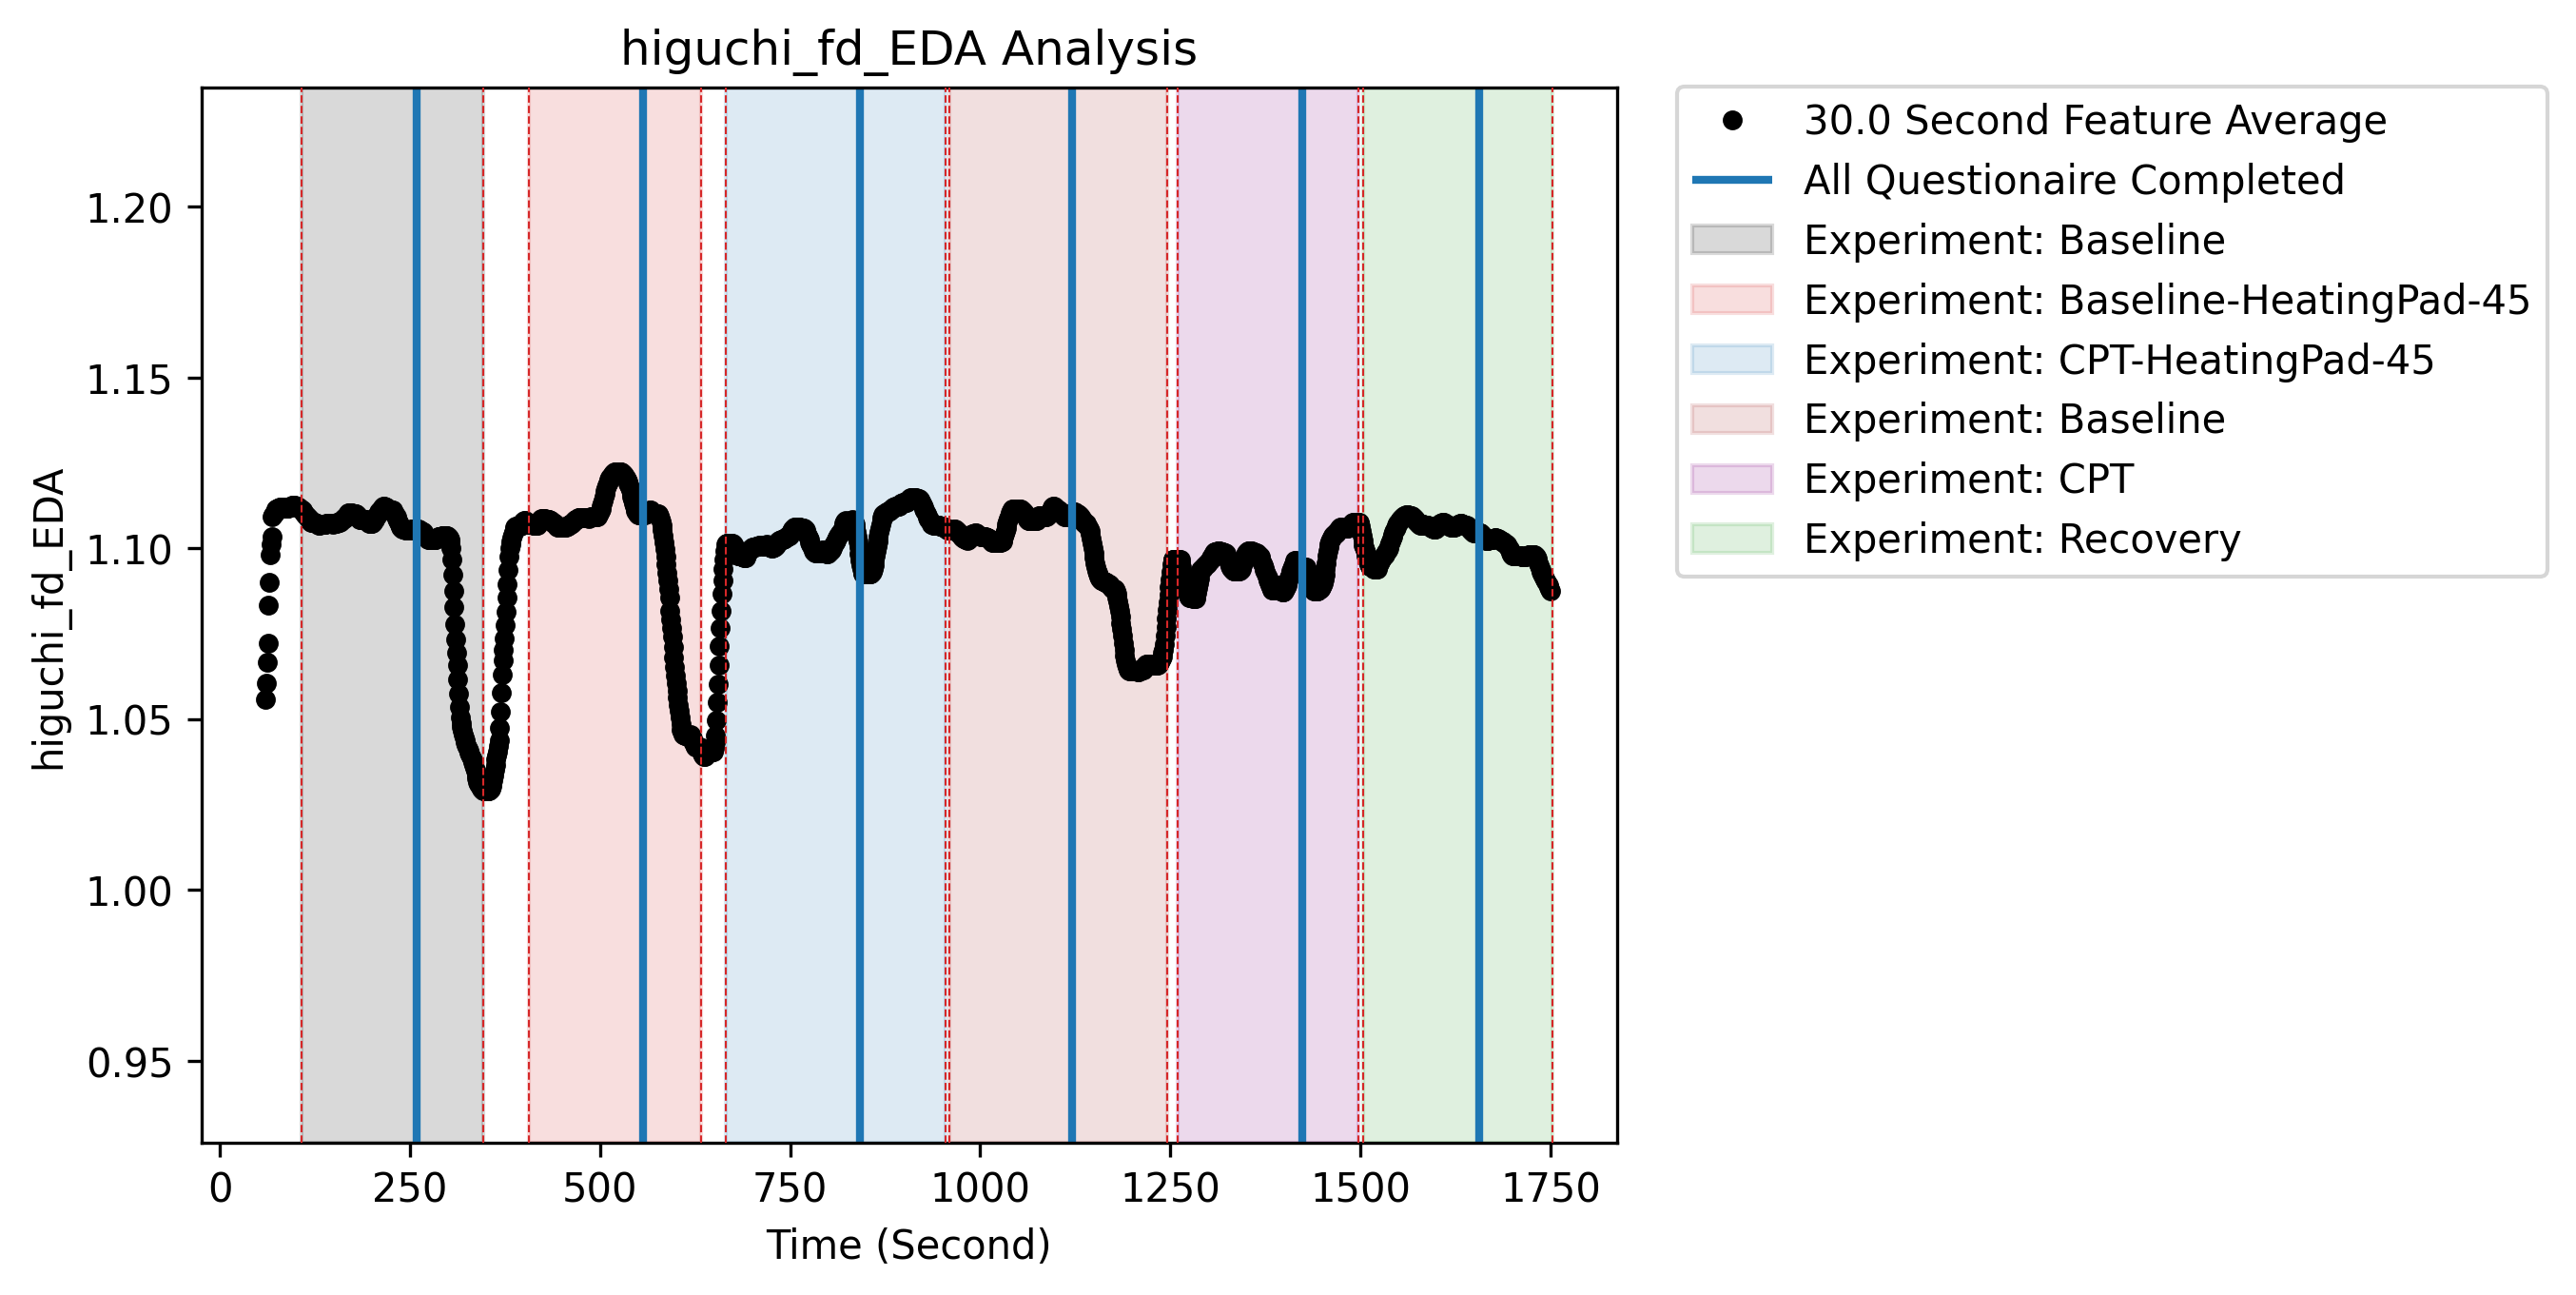 higuchi_fd_EDA Analysis
higuchi_fd_EDA
1.20
1.15
1.10
1.05
1.00
0.95
0 250 500 750 1000 1250 1500 1750
Time (Second)
30.0 Second Feature Average
All Questionaire Completed
Experiment: Baseline
Experiment: Baseline-HeatingPad-45
Experiment: CPT-HeatingPad-45
Experiment: Baseline
Experiment: CPT
Experiment: Recovery